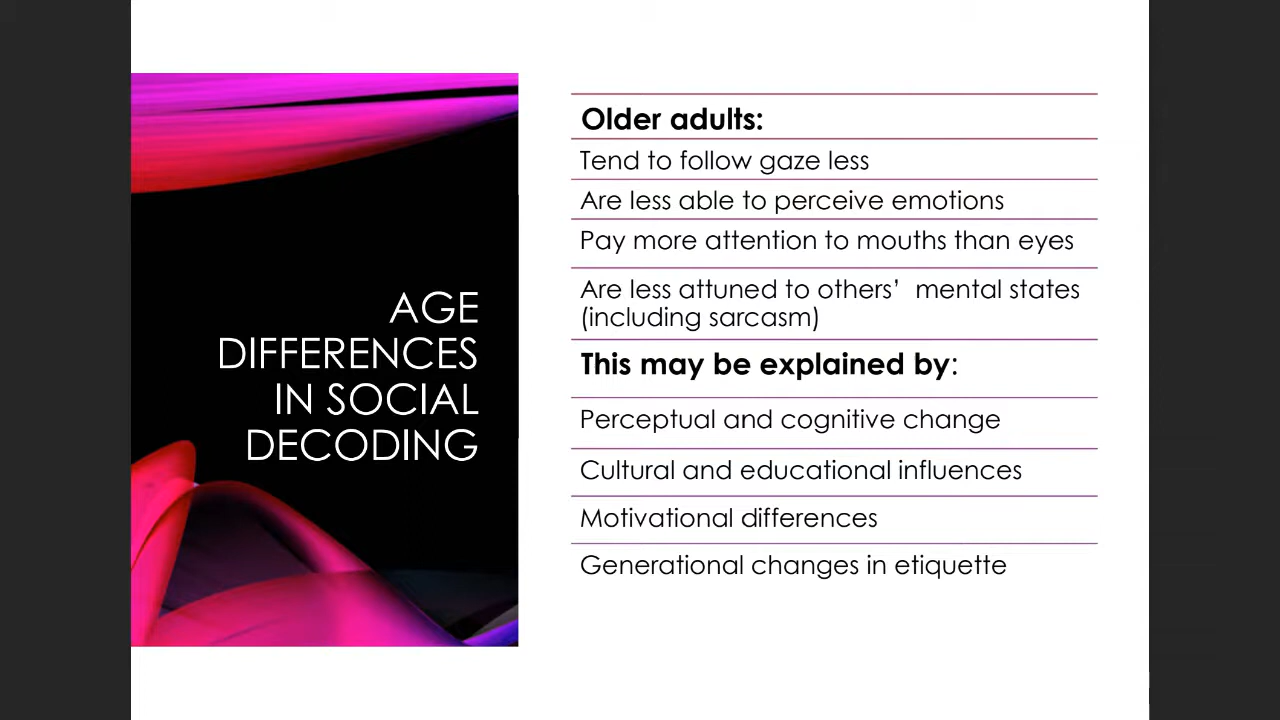 AGE
DIFFERENCES
IN SOCIAL
DECODING
Older adults:
Tend to follow gaze less
Are less able to perceive emotions
Pay more attention to mouths than eyes
Are less attuned to others’ mental states
(including sarcasm)
This may be explained by:
Perceptual and cognitive change
Cultural and educational influences
Motivational differences
Generational changes in etiquette